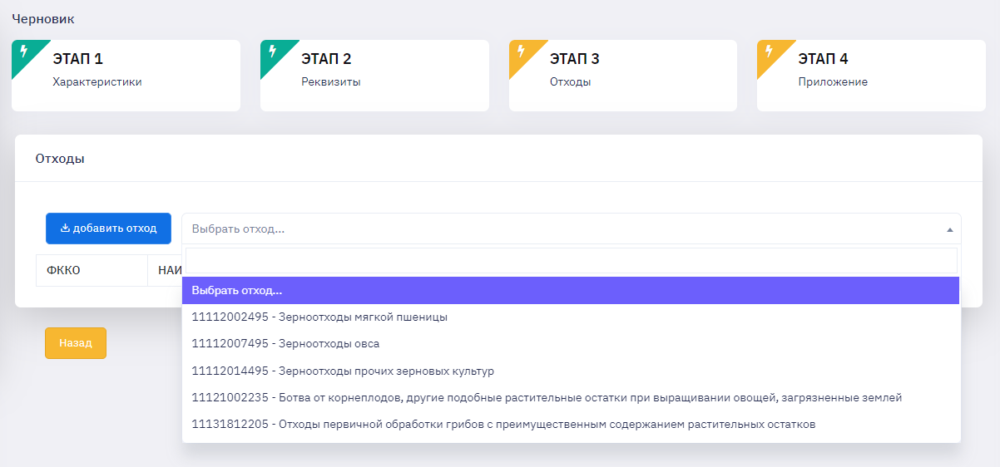 Черновик
ЭТАП 1
Характеристики
ЭТАП 2
Реквизиты
ЭТАП 3
Отходы
ЭТАП 4
Приложение
Отходы
добавить отход
Выбрать отход...
ФККО
НАИ
Выбрать отход...
11112002495 - Зерноотходы мягкой пшеницы
11112007495 - Зерноотходы овса
11112014495 - Зерноотходы прочих зерновых культур
11121002235 - Ботва от корнеплодов, другие подобные растительные остатки при выращивании овощей, загрязненные землей
11131812205 - Отходы первичной обработки грибов с преимущественным содержанием растительных остатков
Назад